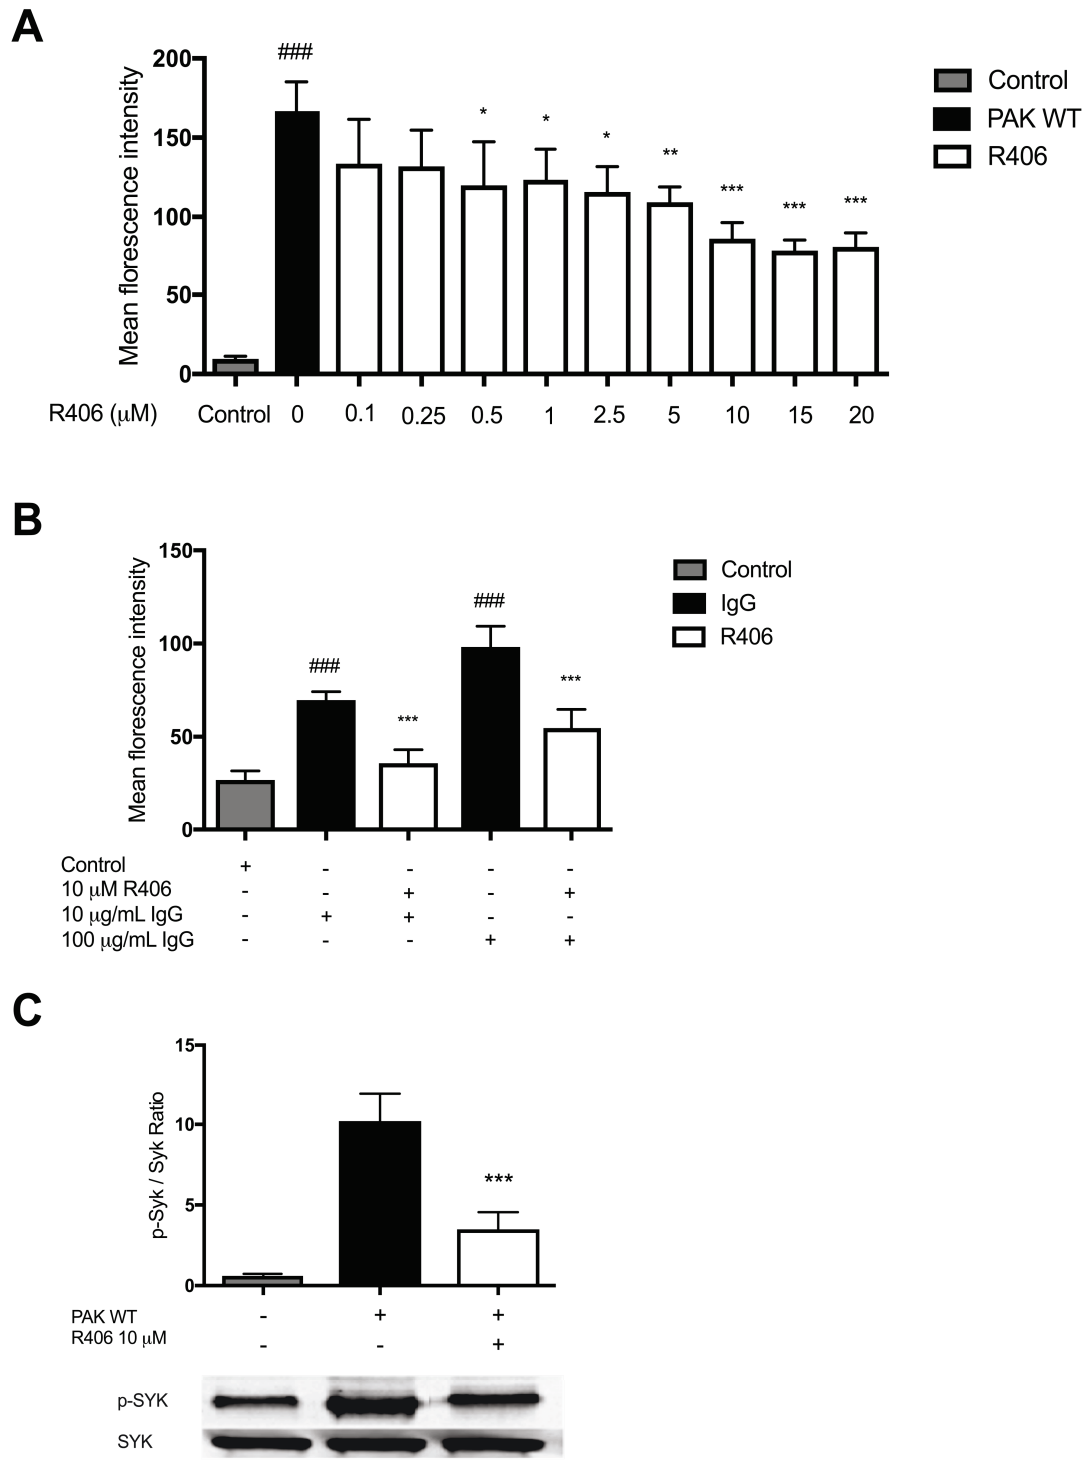 A
###
200
150
100
50
0
Mean florescence intensity
* * * ** *** *** ***
Control
PAK WT
R406
R406 (μM) Control 0 0.1 0.25 0.5 1 2.5 5 10 15 20
B
150
100
50
0
Mean florescence intensity
### *** ### ***
Control
IgG
R406
Control + - - - -
10 μM R406 - - + - +
10 μg/mL IgG - + + - -
100 μg/mL IgG - - - + +
C
15
10
5
0
p-Syk / Syk Ratio
***
PAK WT - + +
R406 10 μM - - +
p-SYK
SYK